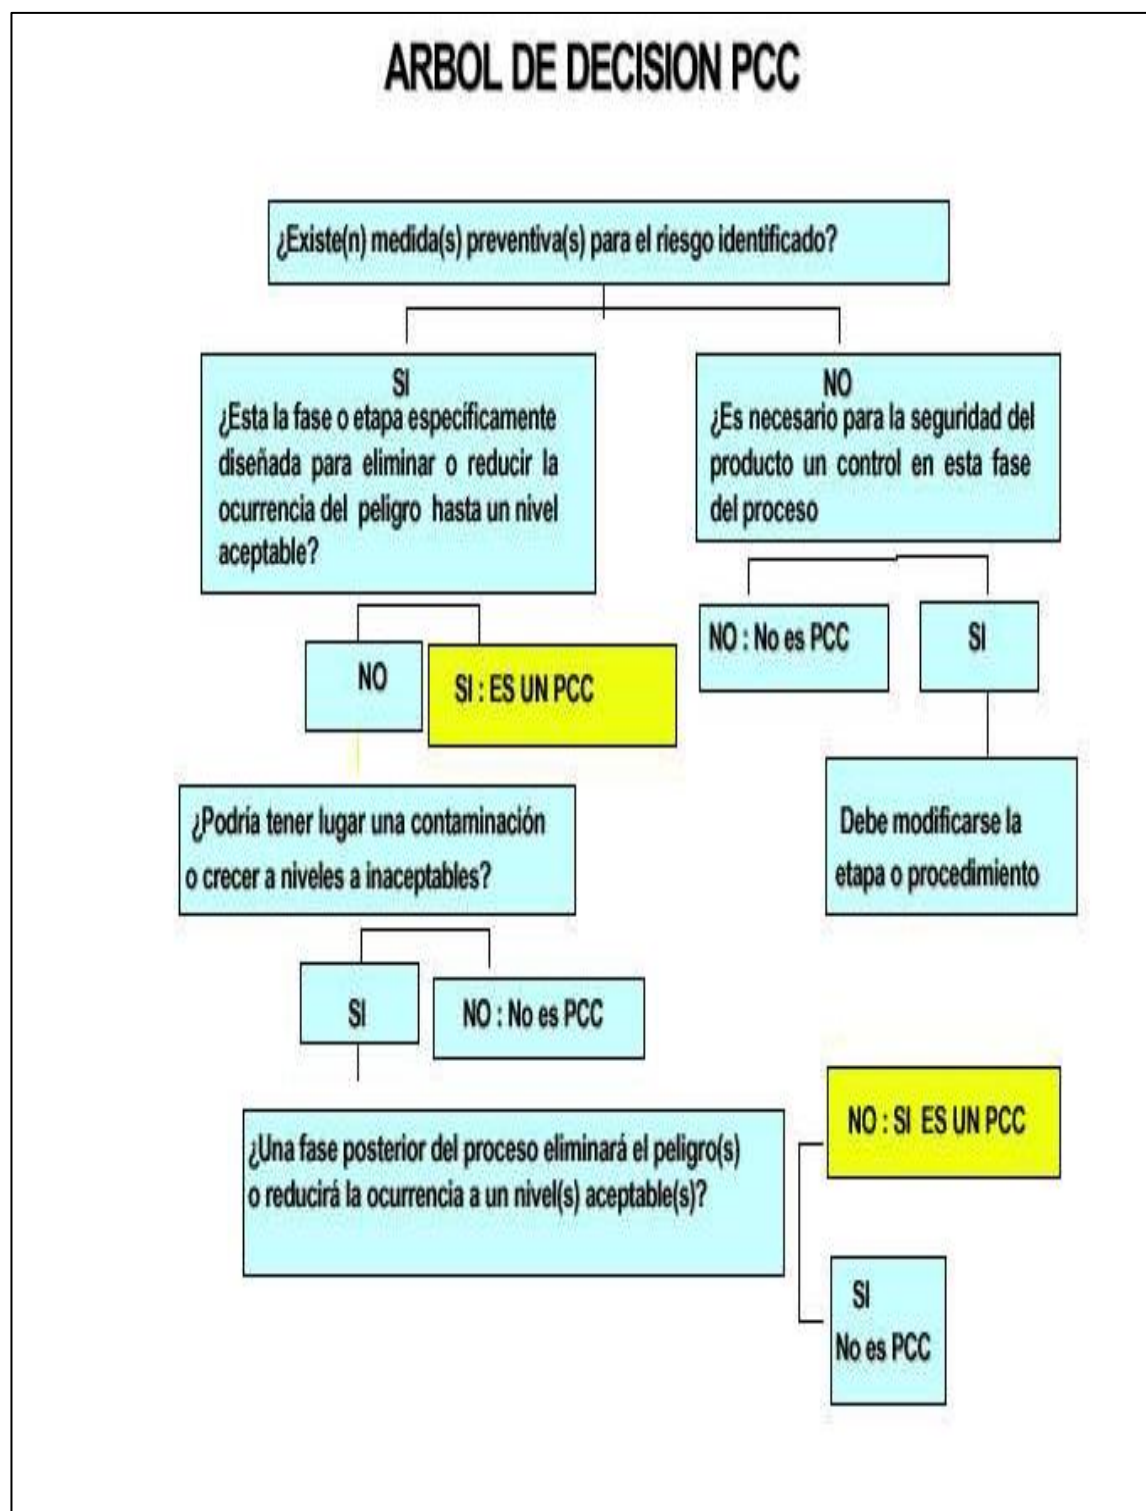 ARBOL DE DECISION PCC
¿Existe(n) medida(s) preventiva(s) para el riesgo identificado?
SI
¿Esta la fase o etapa específicamente
diseñada para eliminar o reducir la
ocurrencia del peligro hasta un nivel
aceptable?
NO
¿Es necesario para la seguridad del
producto un control en esta fase
del proceso
NO
SI : ES UN PCC
NO : No es PCC
SI
¿Podría tener lugar una contaminación
o crecer a niveles a inaceptables?
Debe modificarse la
etapa o procedimiento
SI
NO : No es PCC
¿Una fase posterior del proceso eliminará el peligro(s)
o reducirá la ocurrencia a un nivel(s) aceptable(s)?
NO : SI ES UN PCC
SI
No es PCC